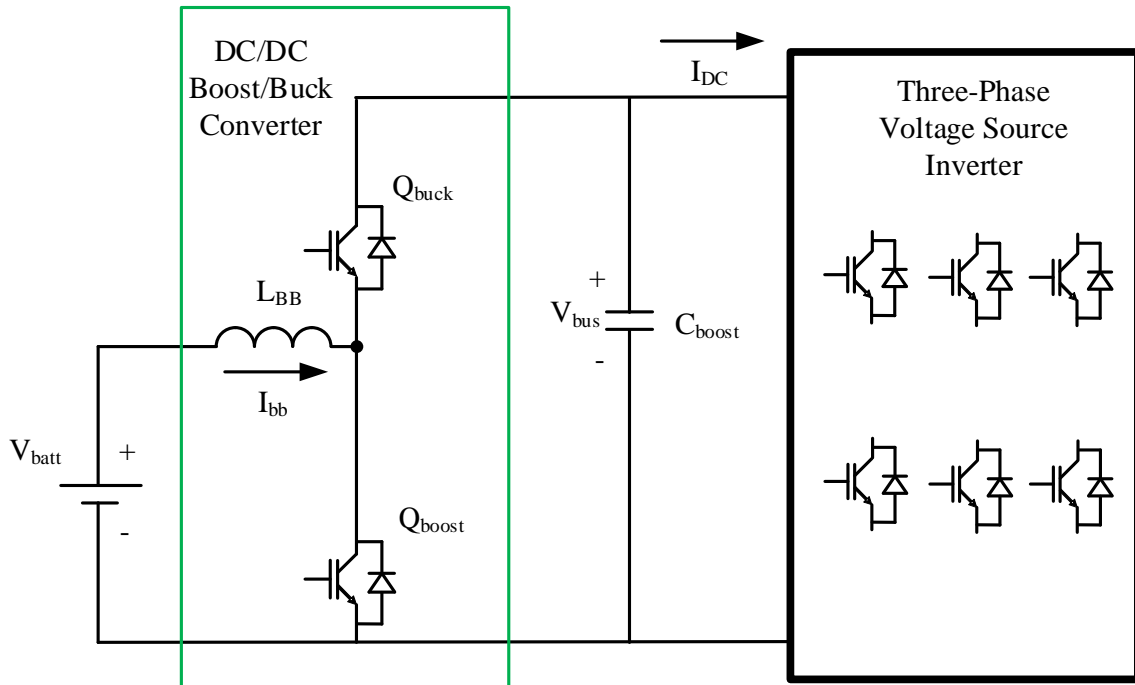 DC/DC
Boost/Buck
Converter
I_DC
Three-Phase
Voltage Source
Inverter
Q_buck
L_BB
+
V_bus
-
C_boost
I_bb
V_batt
+
-
Q_boost